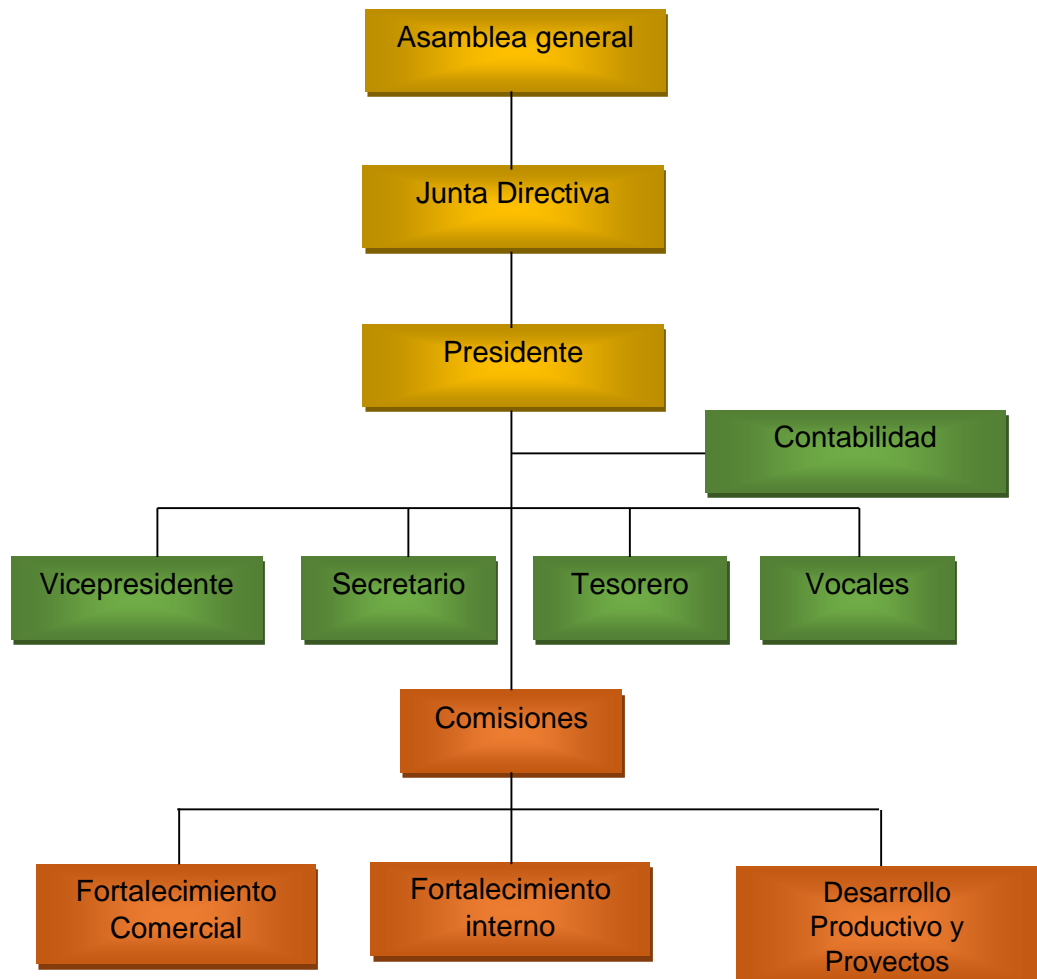 Asamblea general
Junta Directiva
Presidente
Contabilidad
Vicepresidente
Secretario
Tesorero
Vocales
Comisiones
Fortalecimiento
Comercial
Fortalecimiento
interno
Desarrollo
Productivo y
Proyectos